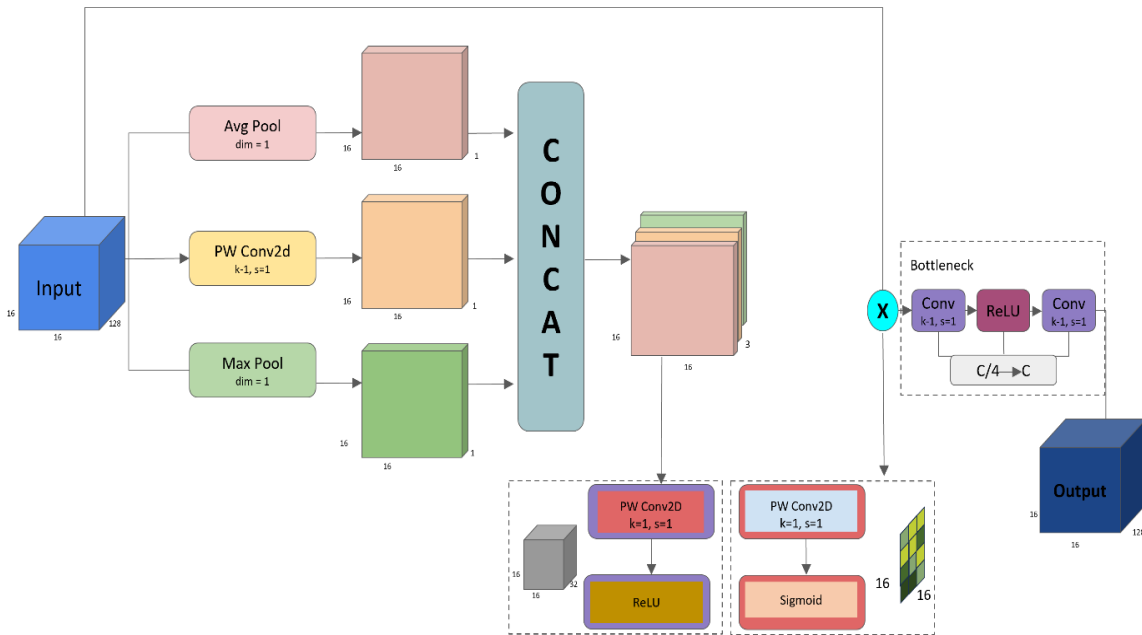 Input
16
16
128
Avg Pool
dim = 1
PW Conv2d
k-1, s=1
Max Pool
dim = 1
16
16
1
16
16
1
16
16
1
CONCAT
16
16
3
X
Bottleneck
Conv
k-1, s=1
ReLU
Conv
k-1, s=1
C/4 C
PW Conv2D
k=1, s=1
ReLU
16
16
32
PW Conv2D
k=1, s=1
Sigmoid
16
16
Output
16
16
128